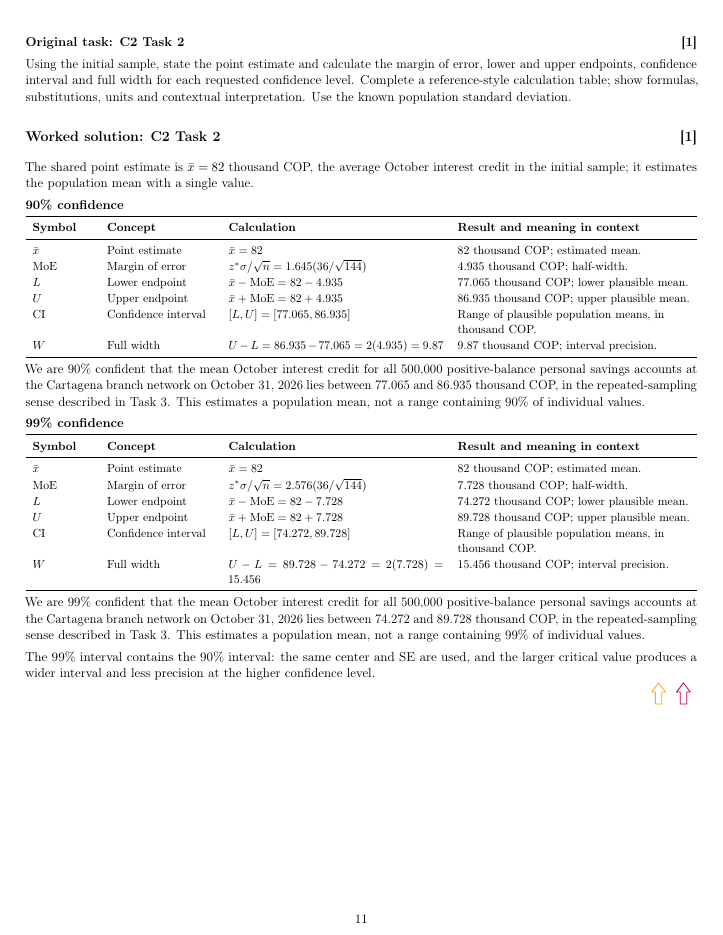 Original task: C2 Task 2 [1]
Using the initial sample, state the point estimate and calculate the margin of error, lower and upper endpoints, confidence
interval and full width for each requested confidence level. Complete a reference-style calculation table; show formulas,
substitutions, units and contextual interpretation. Use the known population standard deviation.
Worked solution: C2 Task 2 [1]
The shared point estimate is x̄ = 82 thousand COP, the average October interest credit in the initial sample; it estimates
the population mean with a single value.
90% confidence
Symbol Concept Calculation Result and meaning in context
x̄ Point estimate x̄ = 82 82 thousand COP; estimated mean.
MoE Margin of error z*σ/√n = 1.645(36/√144) 4.935 thousand COP; half-width.
L Lower endpoint x̄ − MoE = 82 − 4.935 77.065 thousand COP; lower plausible mean.
U Upper endpoint x̄ + MoE = 82 + 4.935 86.935 thousand COP; upper plausible mean.
CI Confidence interval [L, U] = [77.065, 86.935] Range of plausible population means, in
thousand COP.
W Full width U − L = 86.935 − 77.065 = 2(4.935) = 9.87 9.87 thousand COP; interval precision.
We are 90% confident that the mean October interest credit for all 500,000 positive-balance personal savings accounts at
the Cartagena branch network on October 31, 2026 lies between 77.065 and 86.935 thousand COP, in the repeated-sampling
sense described in Task 3. This estimates a population mean, not a range containing 90% of individual values.
99% confidence
Symbol Concept Calculation Result and meaning in context
x̄ Point estimate x̄ = 82 82 thousand COP; estimated mean.
MoE Margin of error z*σ/√n = 2.576(36/√144) 7.728 thousand COP; half-width.
L Lower endpoint x̄ − MoE = 82 − 7.728 74.272 thousand COP; lower plausible mean.
U Upper endpoint x̄ + MoE = 82 + 7.728 89.728 thousand COP; upper plausible mean.
CI Confidence interval [L, U] = [74.272, 89.728] Range of plausible population means, in
thousand COP.
W Full width U − L = 89.728 − 74.272 = 2(7.728) = 15.456 thousand COP; interval precision.
15.456
We are 99% confident that the mean October interest credit for all 500,000 positive-balance personal savings accounts at
the Cartagena branch network on October 31, 2026 lies between 74.272 and 89.728 thousand COP, in the repeated-sampling
sense described in Task 3. This estimates a population mean, not a range containing 99% of individual values.
The 99% interval contains the 90% interval: the same center and SE are used, and the larger critical value produces a
wider interval and less precision at the higher confidence level.
11